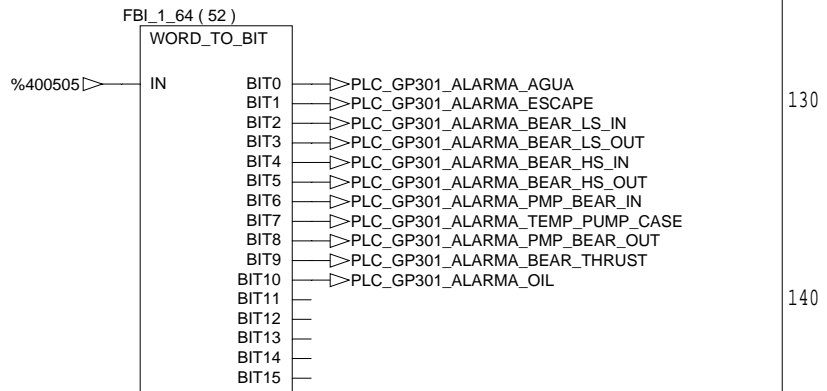 FBI_1_64 ( 52 )
WORD_TO_BIT
%400505 IN BIT0 PLC_GP301_ALARMA_AGUA
BIT1 PLC_GP301_ALARMA_ESCAPE
130
BIT2 PLC_GP301_ALARMA_BEAR_LS_IN
BIT3 PLC_GP301_ALARMA_BEAR_LS_OUT
BIT4 PLC_GP301_ALARMA_BEAR_HS_IN
BIT5 PLC_GP301_ALARMA_BEAR_HS_OUT
BIT6 PLC_GP301_ALARMA_PMP_BEAR_IN
BIT7 PLC_GP301_ALARMA_TEMP_PUMP_CASE
BIT8 PLC_GP301_ALARMA_PMP_BEAR_OUT
BIT9 PLC_GP301_ALARMA_BEAR_THRUST
BIT10 PLC_GP301_ALARMA_OIL
BIT11
140
BIT12
BIT13
BIT14
BIT15